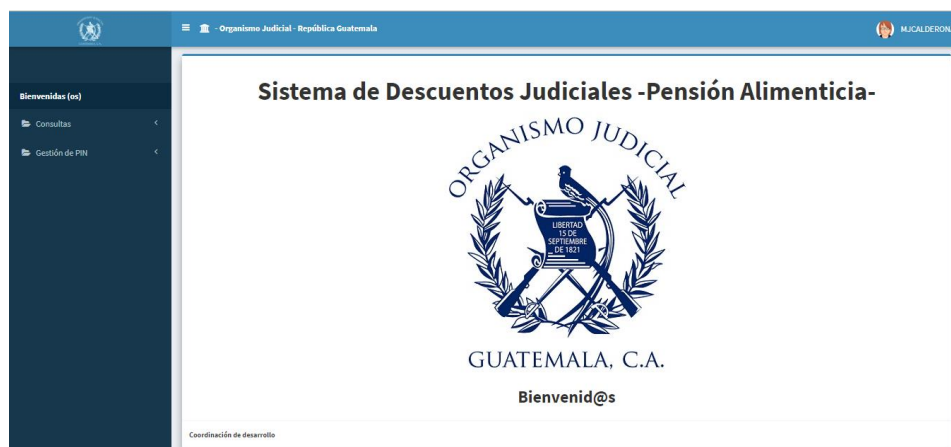 - Organismo Judicial - República Guatemala
MJCALDERON
Bienvenidas (os)
Consultas
Gestión de PIN
Sistema de Descuentos Judiciales -Pensión Alimenticia-
ORGANISMO JUDICIAL
LIBERTAD
15 DE
SEPTIEMBRE
DE 1821
GUATEMALA, C.A.
Bienvenid@s
Coordinación de desarrollo